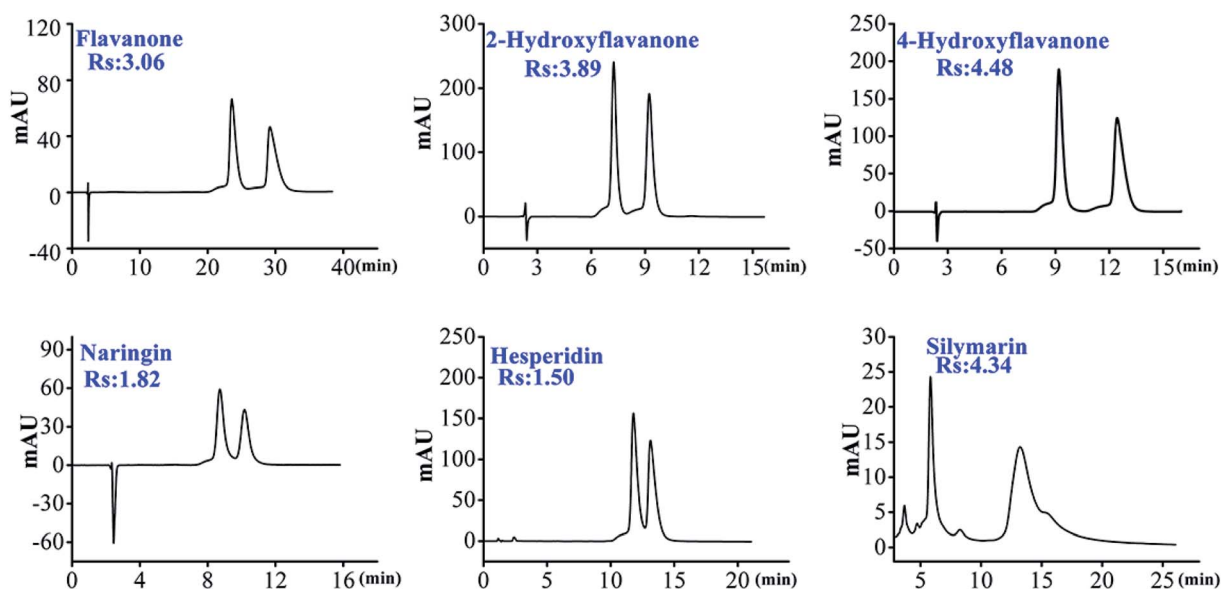 Flavanone
Rs:3.06
mAU
120
80
40
0
-40
0 10 20 30 40 (min)
2-Hydroxyflavanone
Rs:3.89
mAU
300
200
100
0
0 3 6 9 12 15 (min)
4-Hydroxyflavanone
Rs:4.48
mAU
250
200
150
100
50
0
-50
0 3 6 9 12 15 (min)
Naringin
Rs:1.82
mAU
90
60
30
0
-30
-60
0 4 8 12 16 (min)
Hesperidin
Rs:1.50
mAU
250
200
150
100
50
0
0 5 10 15 20 (min)
Silymarin
Rs:4.34
mAU
30
25
20
15
10
5
0
5 10 15 20 25 (min)